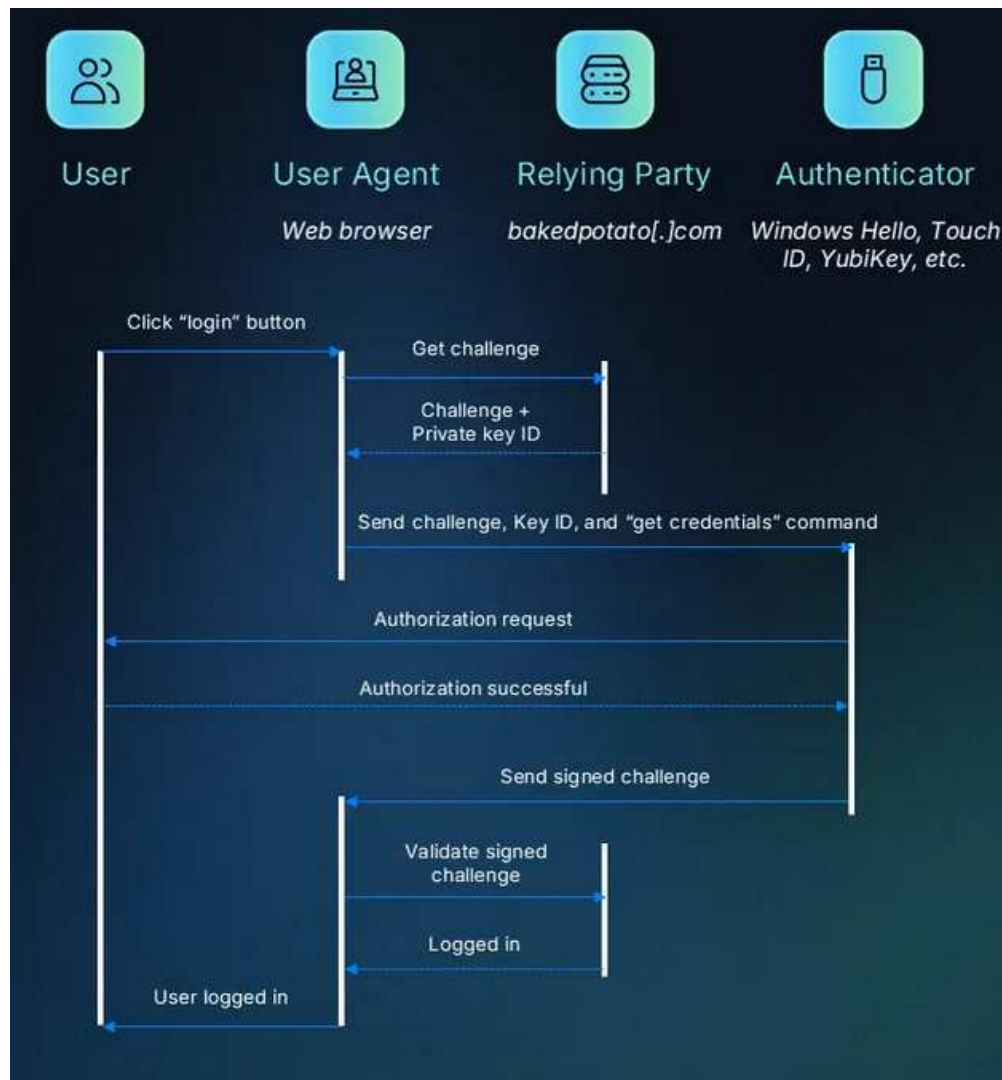 User
User Agent
Relying Party
Authenticator
Web browser
bakedpotato[.]com
Windows Hello, Touch
ID, YubiKey, etc.
Click “login” button
Get challenge
Challenge +
Private key ID
Send challenge, Key ID, and “get credentials” command
Authorization request
Authorization successful
Send signed challenge
Validate signed
challenge
Logged in
User logged in